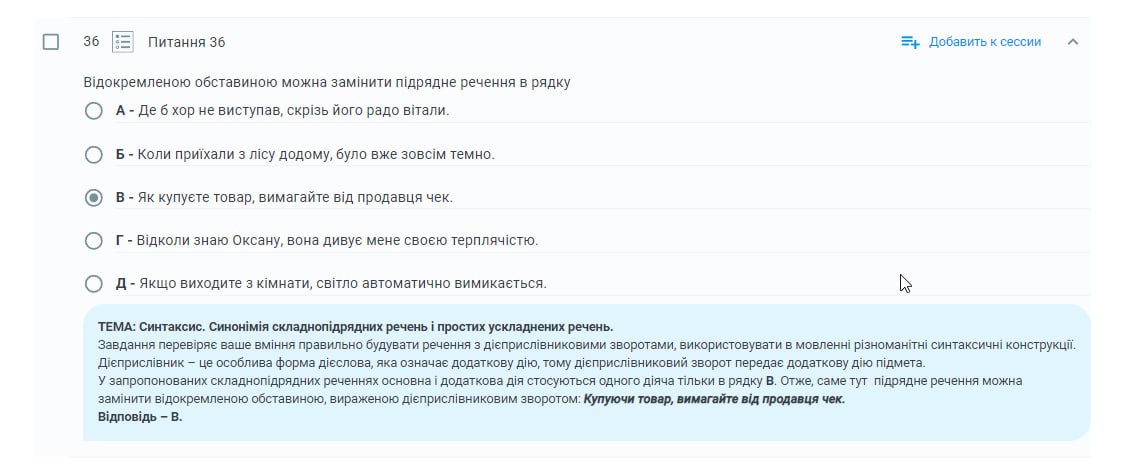 36 Питання 36 Добавить к сессии
Відокремленою обставиною можна замінити підрядне речення в рядку
А - Де б хор не виступав, скрізь його радо вітали.
Б - Коли приїхали з лісу додому, було вже зовсім темно.
В - Як купуєте товар, вимагайте від продавця чек.
Г - Відколи знаю Оксану, вона дивує мене своєю терплячістю.
Д - Якщо виходите з кімнати, світло автоматично вимикається.
ТЕМА: Синтаксис. Синонімія складнопідрядних речень і простих ускладнених речень.
Завдання перевіряє ваше вміння правильно будувати речення з дієприслівниковими зворотами, використовувати в мовленні різноманітні синтаксичні конструкції.
Дієприслівник – це особлива форма дієслова, яка означає додаткову дію, тому дієприслівниковий зворот передає додаткову дію підмета.
У запропонованих складнопідрядних реченнях основна і додаткова дія стосуються одного діяча тільки в рядку В. Отже, саме тут підрядне речення можна
замінити відокремленою обставиною, вираженою дієприслівниковим зворотом: Купуючи товар, вимагайте від продавця чек.
Відповідь – В.